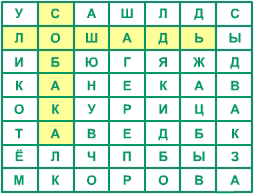 У С А Ш Л Д С
Л О Ш А Д Ь Ы
И Б Ю Г Я Ж Д
К А Н Е К А В
О К У Р И Ц А
Т А В Е Д Б К
Ё Л Ч П Б Ы З
М К О Р О В А